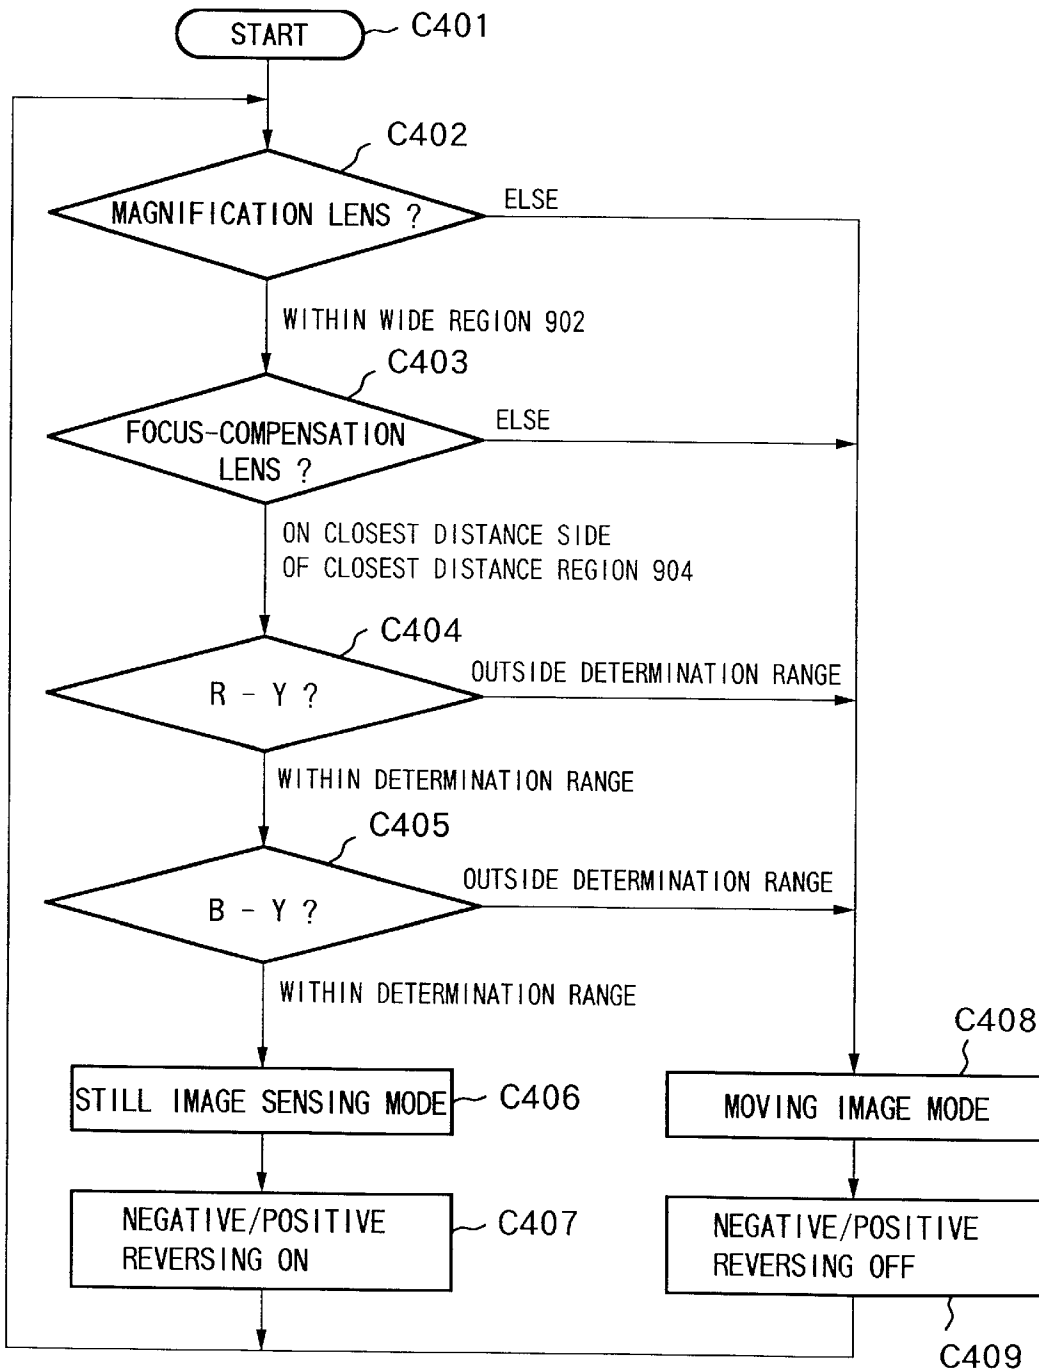 START
C401
C402
MAGNIFICATION LENS ?
ELSE
WITHIN WIDE REGION 902
C403
FOCUS-COMPENSATION
LENS ?
ELSE
ON CLOSEST DISTANCE SIDE
OF CLOSEST DISTANCE REGION 904
C404
R - Y ?
OUTSIDE DETERMINATION RANGE
WITHIN DETERMINATION RANGE
C405
B - Y ?
OUTSIDE DETERMINATION RANGE
WITHIN DETERMINATION RANGE
STILL IMAGE SENSING MODE
C406
C408
MOVING IMAGE MODE
NEGATIVE/POSITIVE
REVERSING ON
C407
NEGATIVE/POSITIVE
REVERSING OFF
C409